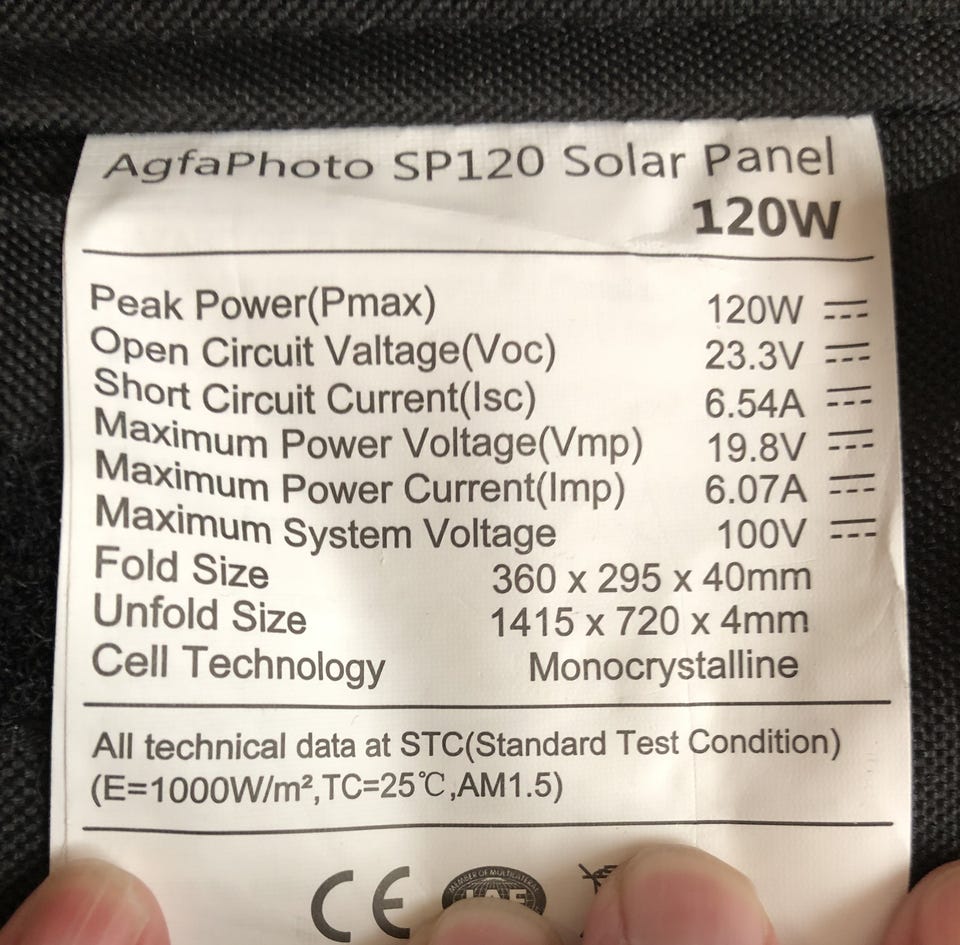 AgfaPhoto SP120 Solar Panel
120W
Peak Power(Pmax) 120W
Open Circuit Valtage(Voc) 23.3V
Short Circuit Current(Isc) 6.54A
Maximum Power Voltage(Vmp) 19.8V
Maximum Power Current(Imp) 6.07A
Maximum System Voltage 100V
Fold Size 360 x 295 x 40mm
Unfold Size 1415 x 720 x 4mm
Cell Technology Monocrystalline
All technical data at STC(Standard Test Condition)
(E=1000W/m²,TC=25℃,AM1.5)
CE
MEMBER OF MULTILATERAL